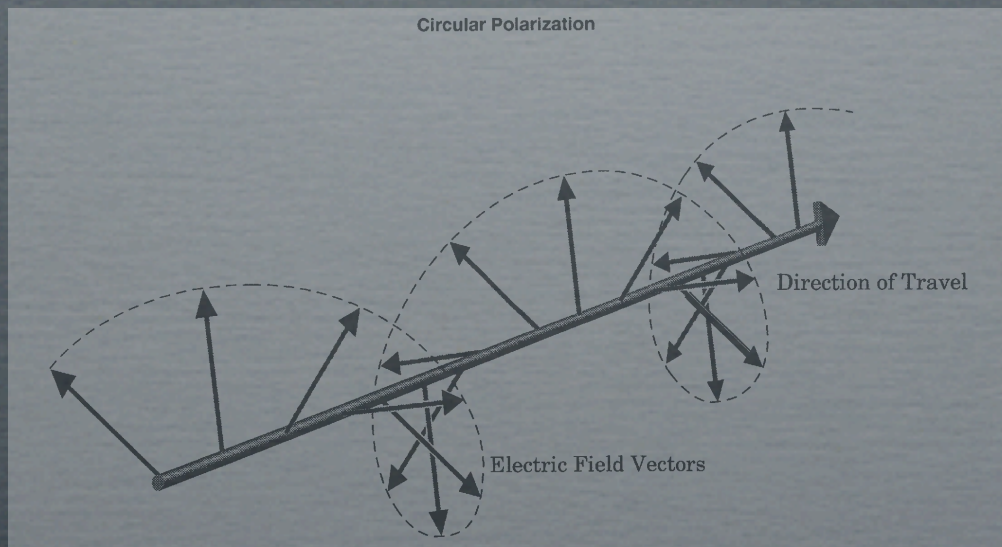 Circular Polarization
Direction of Travel
Electric Field Vectors